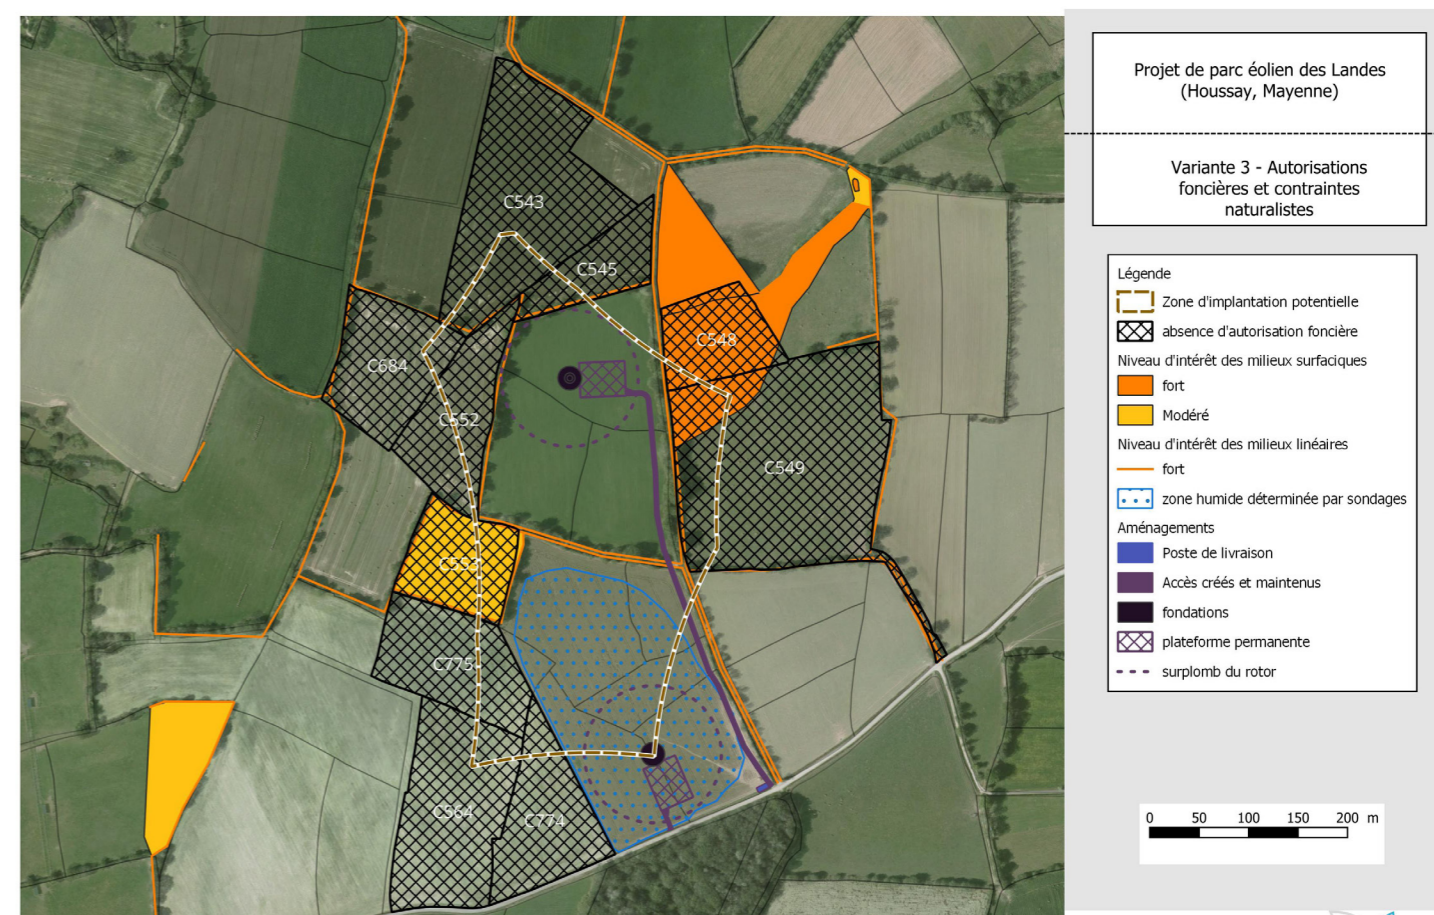 Projet de parc éolien des Landes
(Houssay, Mayenne)
Variante 3 - Autorisations
foncières et contraintes
naturalistes
Légende
Zone d'implantation potentielle
absence d'autorisation foncière
Niveau d'intérêt des milieux surfaciques
fort
Modéré
Niveau d'intérêt des milieux linéaires
fort
zone humide déterminée par sondages
Aménagements
Poste de livraison
Accès créés et maintenus
fondations
plateforme permanente
surplomb du rotor
0 50 100 150 200 m
C543
C545
C548
C684
C552
C549
C553
C775
C564
C774